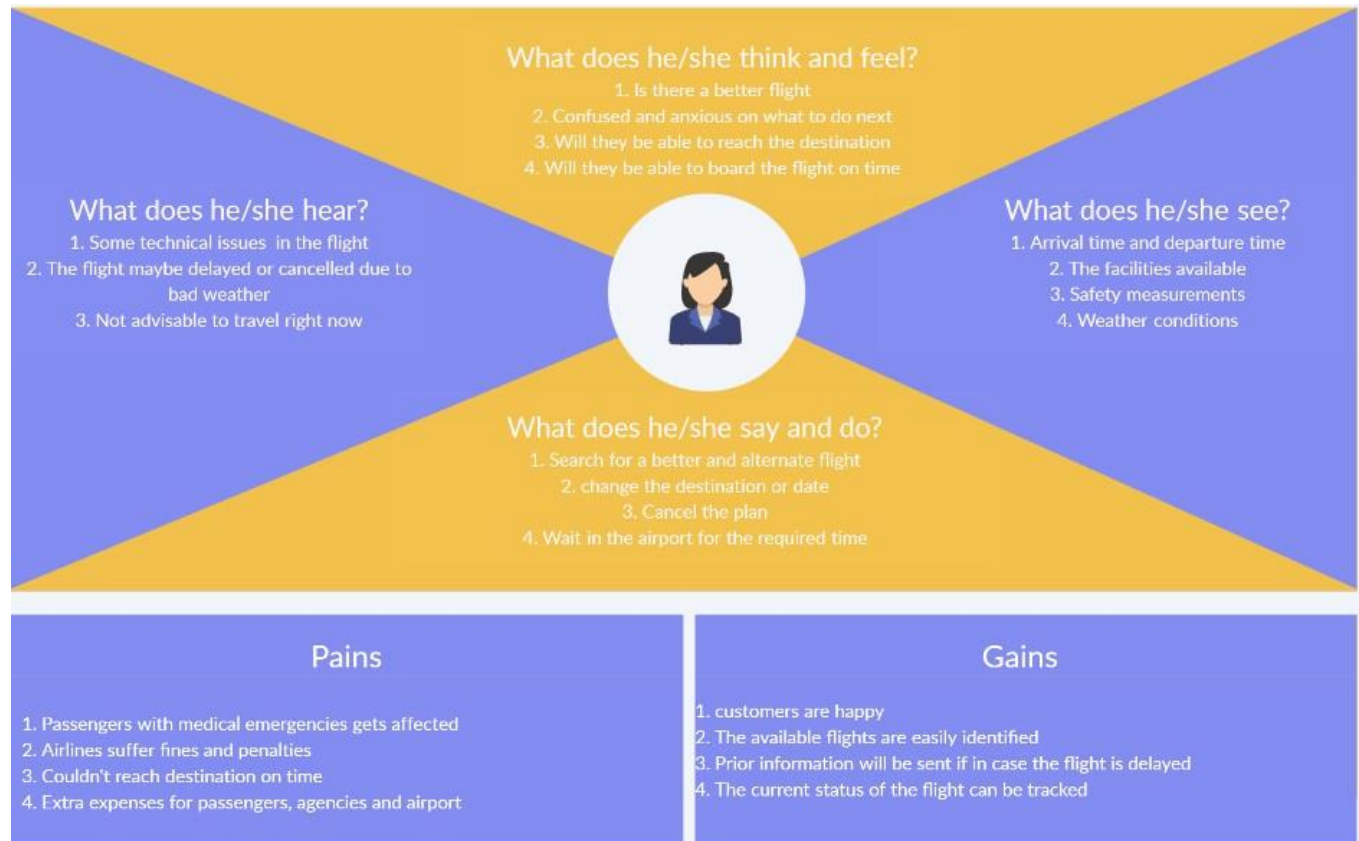 What does he/she think and feel?
1. Is there a better flight
2. Confused and anxious on what to do next
3. Will they be able to reach the destination
4. Will they be able to board the flight on time
What does he/she hear?
1. Some technical issues in the flight
2. The flight maybe delayed or cancelled due to
bad weather
3. Not advisable to travel right now
What does he/she see?
1. Arrival time and departure time
2. The facilities available
3. Safety measurements
4. Weather conditions
What does he/she say and do?
1. Search for a better and alternate flight
2. change the destination or date
3. Cancel the plan
4. Wait in the airport for the required time
Pains
1. Passengers with medical emergencies gets affected
2. Airlines suffer fines and penalties
3. Couldn't reach destination on time
4. Extra expenses for passengers, agencies and airport
Gains
1. customers are happy
2. The available flights are easily identified
3. Prior information will be sent if in case the flight is delayed
4. The current status of the flight can be tracked